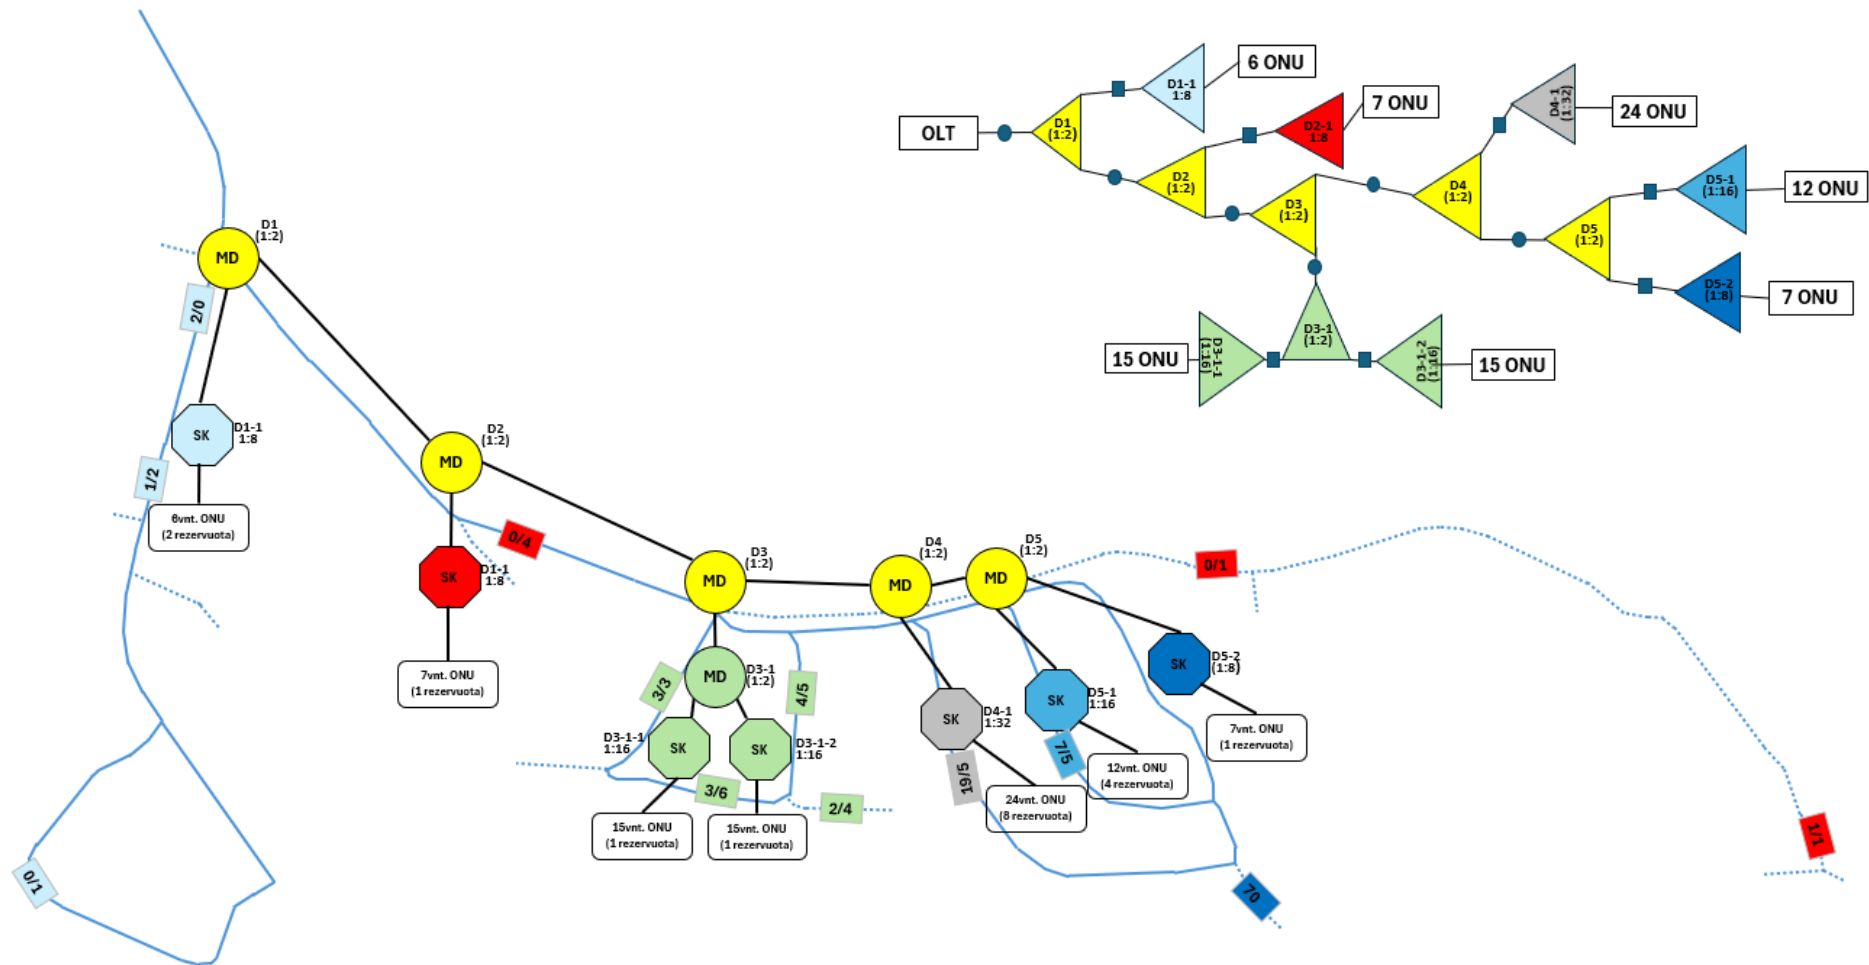 6 ONU
D1-1
1:8
7 ONU
D4-1
(1:32)
24 ONU
OLT
D1
(1:2)
D2-1
1:8
D2
(1:2)
D3
(1:2)
D4
(1:2)
D5-1
(1:16)
12 ONU
D5
(1:2)
D5-2
(1:8)
7 ONU
D3-1
(1:2)
15 ONU
D3-1-1
(1:16)
D3-1-2
(1:16)
15 ONU
D1
(1:2)
MD
2/0
SK
D1-1
1:8
1/2
6vnt. ONU
(2 rezervuota)
0/1
D2
(1:2)
MD
0/4
SK
D1-1
1:8
7vnt. ONU
(1 rezervuota)
D3
(1:2)
MD
D4
(1:2)
MD
D5
(1:2)
MD
0/1
3/3
MD
D3-1
(1:2)
4/5
D3-1-1
1:16
SK
SK
D3-1-2
1:16
3/6
2/4
15vnt. ONU
(1 rezervuota)
15vnt. ONU
(1 rezervuota)
SK
D4-1
1:32
19/5
24vnt. ONU
(8 rezervuota)
SK
D5-1
1:16
7/5
12vnt. ONU
(4 rezervuota)
SK
D5-2
(1:8)
7vnt. ONU
(1 rezervuota)
70
1/1